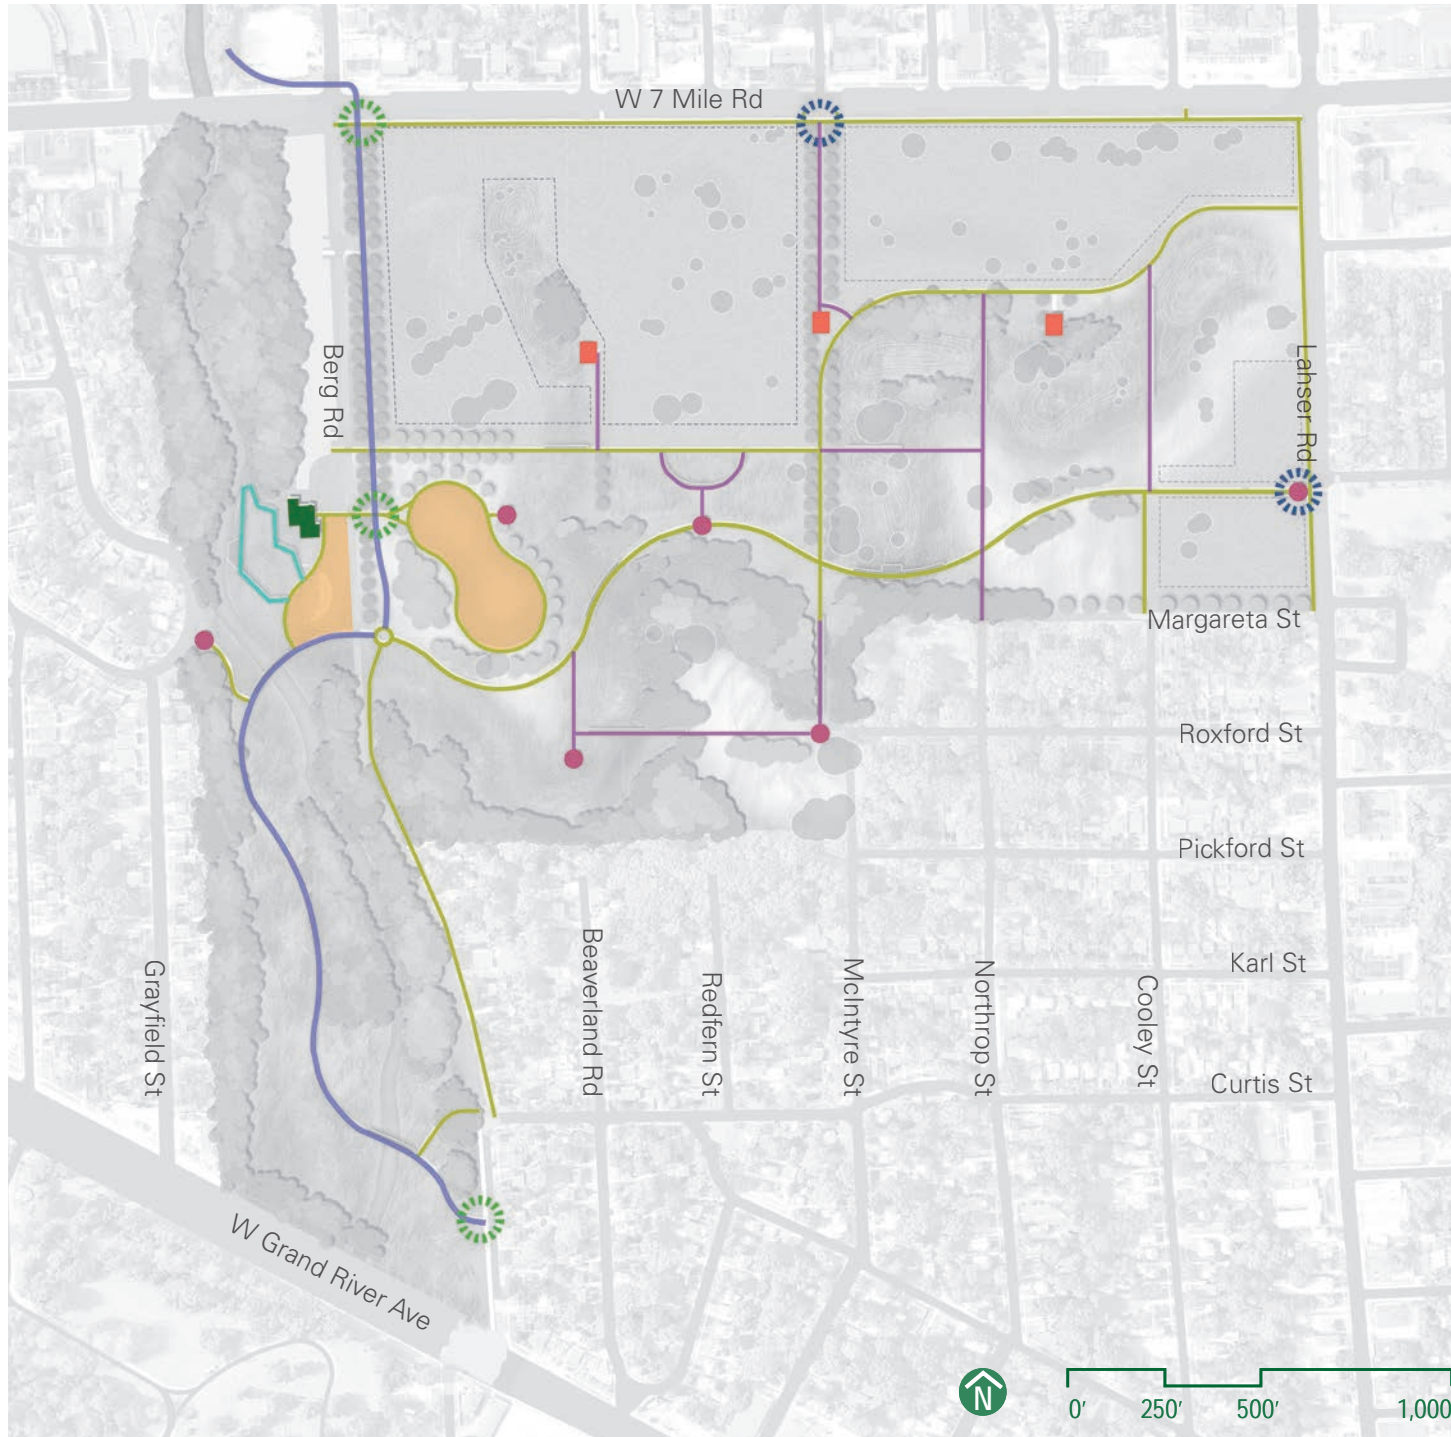 W 7 Mile Rd
Berg Rd
Lahser Rd
Margareta St
Roxford St
Pickford St
Karl St
Curtis St
Grayfield St
Beaverland Rd
Redfern St
McIntyre St
Northrop St
Cooley St
W Grand River Ave
N
0' 250' 500' 1,000